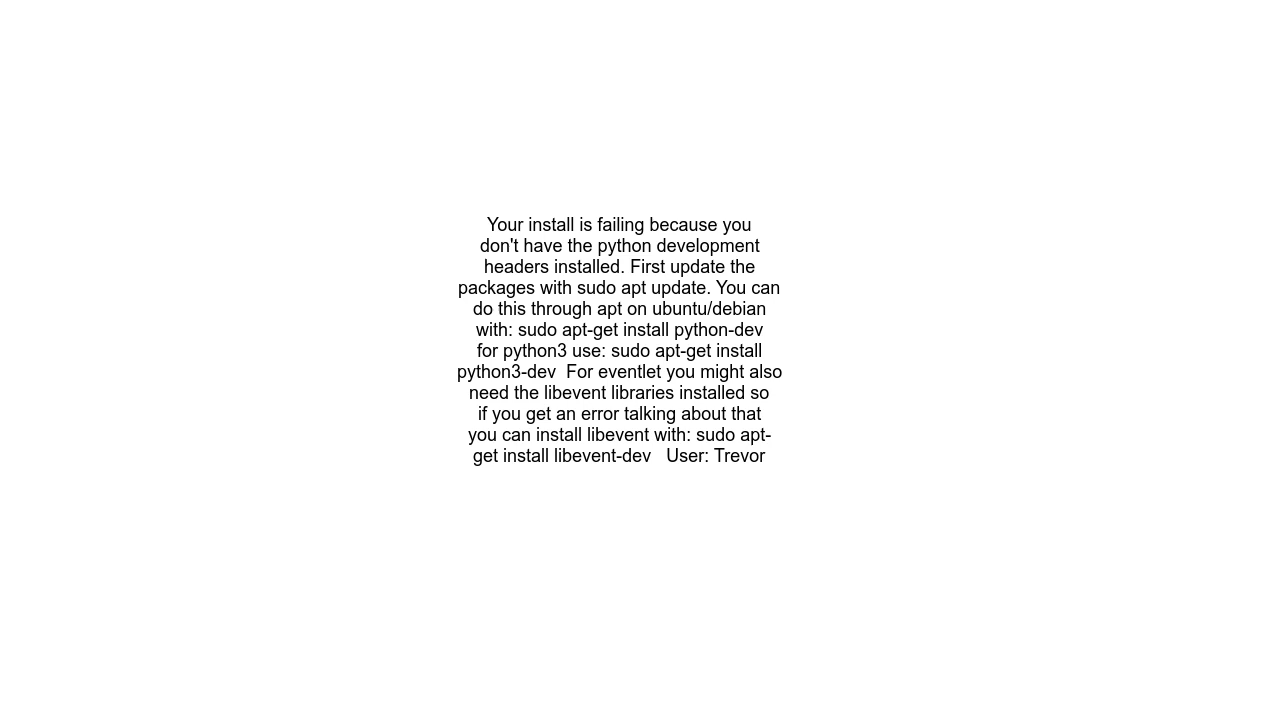 Your install is failing because you
don't have the python development
headers installed. First update the
packages with sudo apt update. You can
do this through apt on ubuntu/debian
with: sudo apt-get install python-dev
for python3 use: sudo apt-get install
python3-dev  For eventlet you might also
need the libevent libraries installed so
if you get an error talking about that
you can install libevent with: sudo apt-
get install libevent-dev   User: Trevor